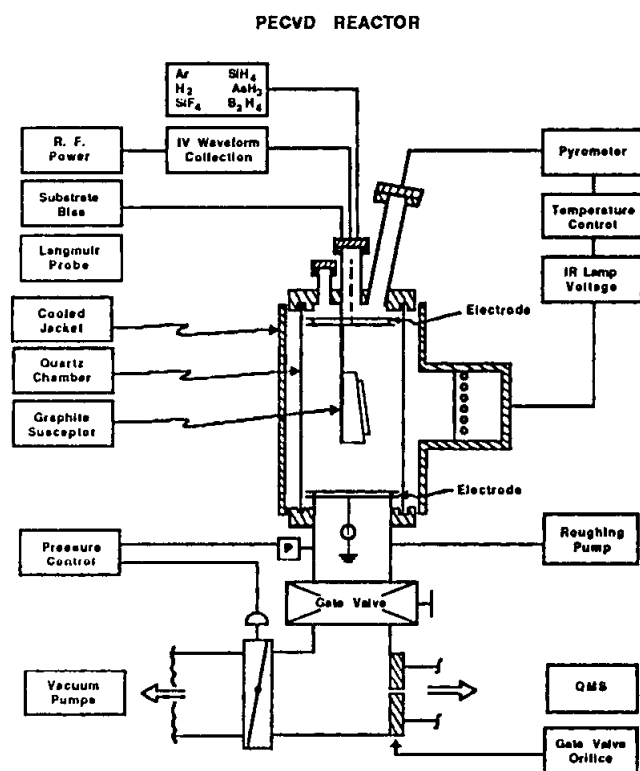 PECVD REACTOR
Ar SiH4
H2 AsH3
SiF4 B2H4
R. F.
Power
IV Waveform
Collection
Pyrometer
Substrate
Bias
Temperature
Control
Langmuir
Probe
IR Lamp
Voltage
Cooled
Jacket
Electrode
Quartz
Chamber
Graphite
Susceptor
Electrode
Pressure
Control
P
Roughing
Pump
Gate Valve
Vacuum
Pumps
QMS
Gate Valve
Orifice